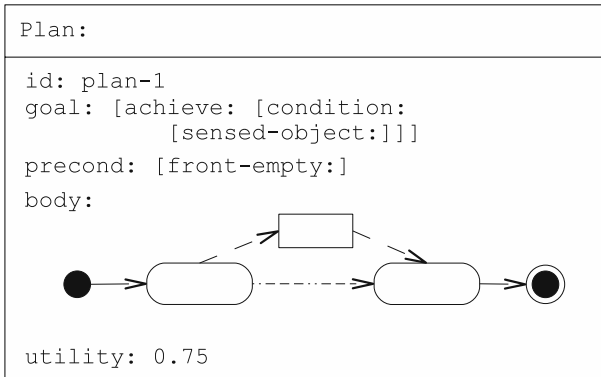 Plan:
id: plan-1
goal: [achieve: [condition:
[sensed-object:]]]
precond: [front-empty:]
body:
utility: 0.75